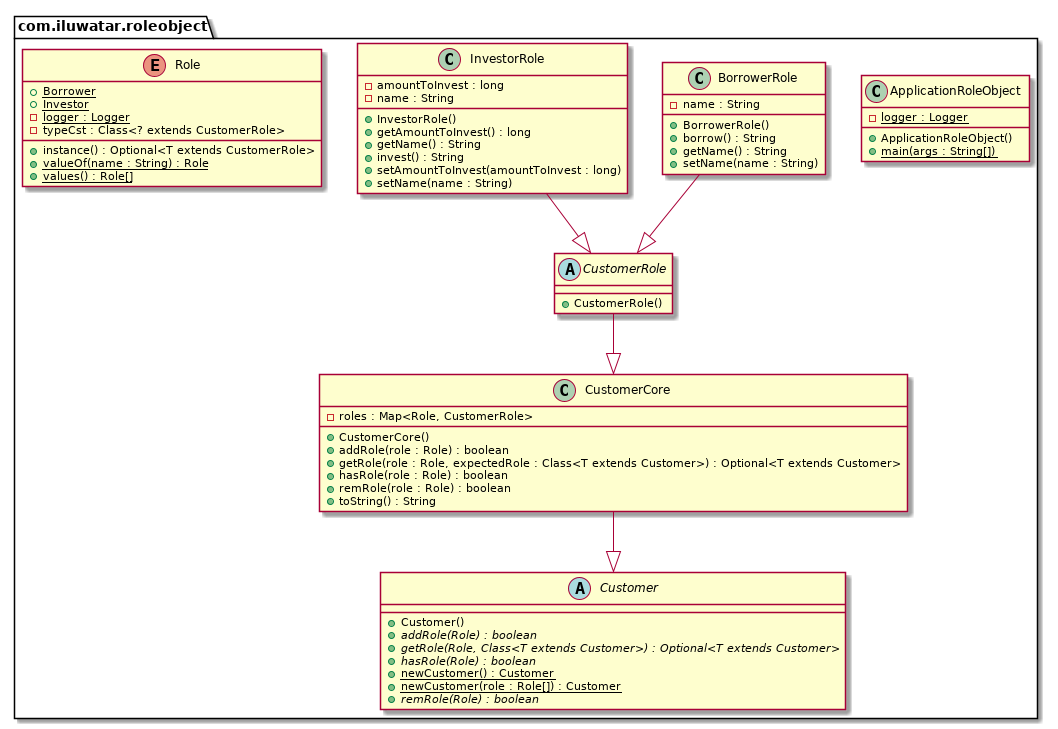 com.iluwatar.roleobject
E Role
Borrower
Investor
logger : Logger
typeCst : Class<? extends CustomerRole>
instance() : Optional<T extends CustomerRole>
valueOf(name : String) : Role
values() : Role[]
C InvestorRole
amountToInvest : long
name : String
InvestorRole()
getAmountToInvest() : long
getName() : String
invest() : String
setAmountToInvest(amountToInvest : long)
setName(name : String)
C BorrowerRole
name : String
BorrowerRole()
borrow() : String
getName() : String
setName(name : String)
C ApplicationRoleObject
logger : Logger
ApplicationRoleObject()
main(args : String[])
A CustomerRole
CustomerRole()
C CustomerCore
roles : Map<Role, CustomerRole>
CustomerCore()
addRole(role : Role) : boolean
getRole(role : Role, expectedRole : Class<T extends Customer>) : Optional<T extends Customer>
hasRole(role : Role) : boolean
remRole(role : Role) : boolean
toString() : String
A Customer
Customer()
addRole(Role) : boolean
getRole(Role, Class<T extends Customer>) : Optional<T extends Customer>
hasRole(Role) : boolean
newCustomer() : Customer
newCustomer(role : Role[]) : Customer
remRole(Role) : boolean